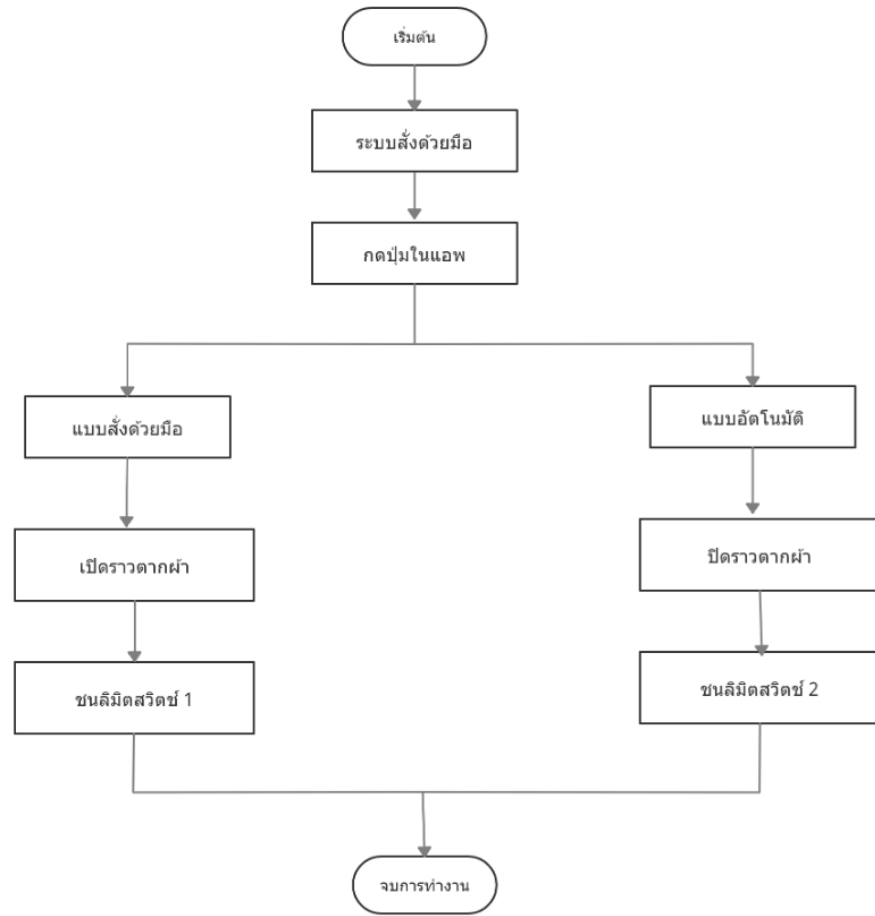 เริ่มต้น
ระบบสั่งด้วยมือ
กดปุ่มในแอพ
แบบสั่งด้วยมือ
แบบอัตโนมัติ
เปิดราวตากผ้า
ปิดราวตากผ้า
ชนลิมิตสวิตช์ 1
ชนลิมิตสวิตช์ 2
จบการทำงาน